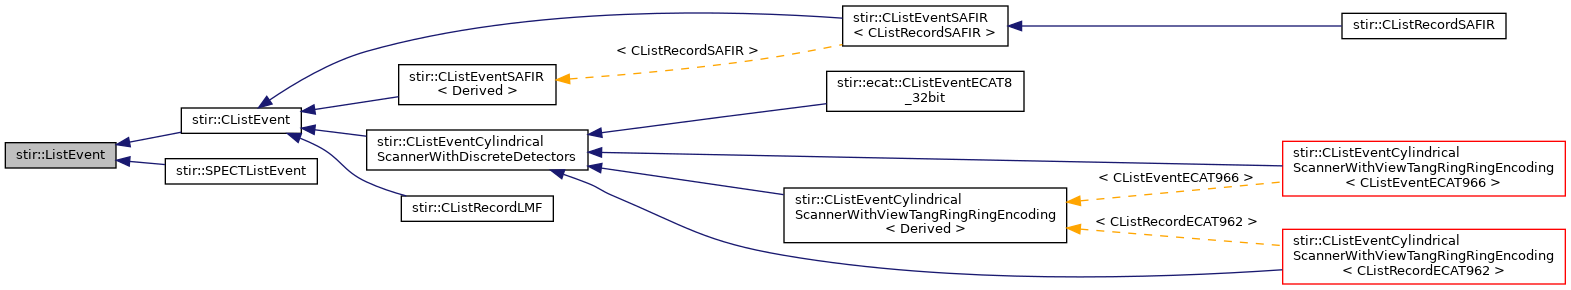 stir::ListEvent
stir::CListEvent
stir::SPECTListEvent
stir::CListEventSAFIR
< Derived >
stir::CListEventCylindrical
ScannerWithDiscreteDetectors
stir::CListRecordLMF
< CListRecordSAFIR >
stir::CListEventSAFIR
< CListRecordSAFIR >
stir::ecat::CListEventECAT8
_32bit
stir::CListEventCylindrical
ScannerWithViewTangRingRingEncoding
< Derived >
< CListEventECAT966 >
< CListRecordECAT962 >
stir::CListRecordSAFIR
stir::CListEventCylindrical
ScannerWithViewTangRingRingEncoding
< CListEventECAT966 >
stir::CListEventCylindrical
ScannerWithViewTangRingRingEncoding
< CListRecordECAT962 >